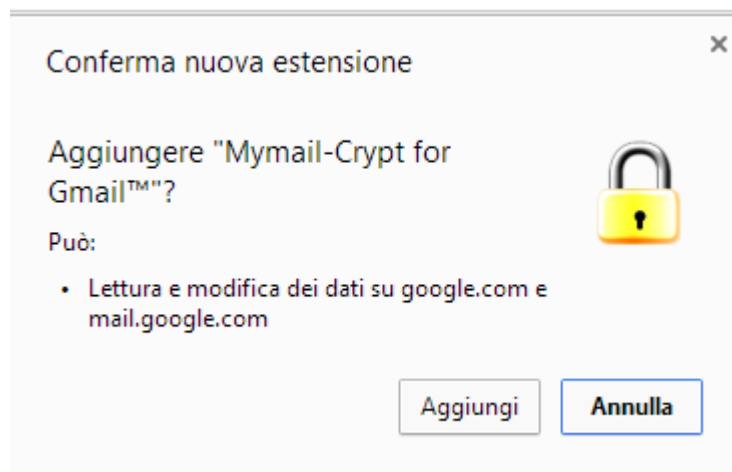 Conferma nuova estensione
Aggiungere "Mymail-Crypt for
Gmail™"?
Può:
• Lettura e modifica dei dati su google.com e
mail.google.com
Aggiungi Annulla